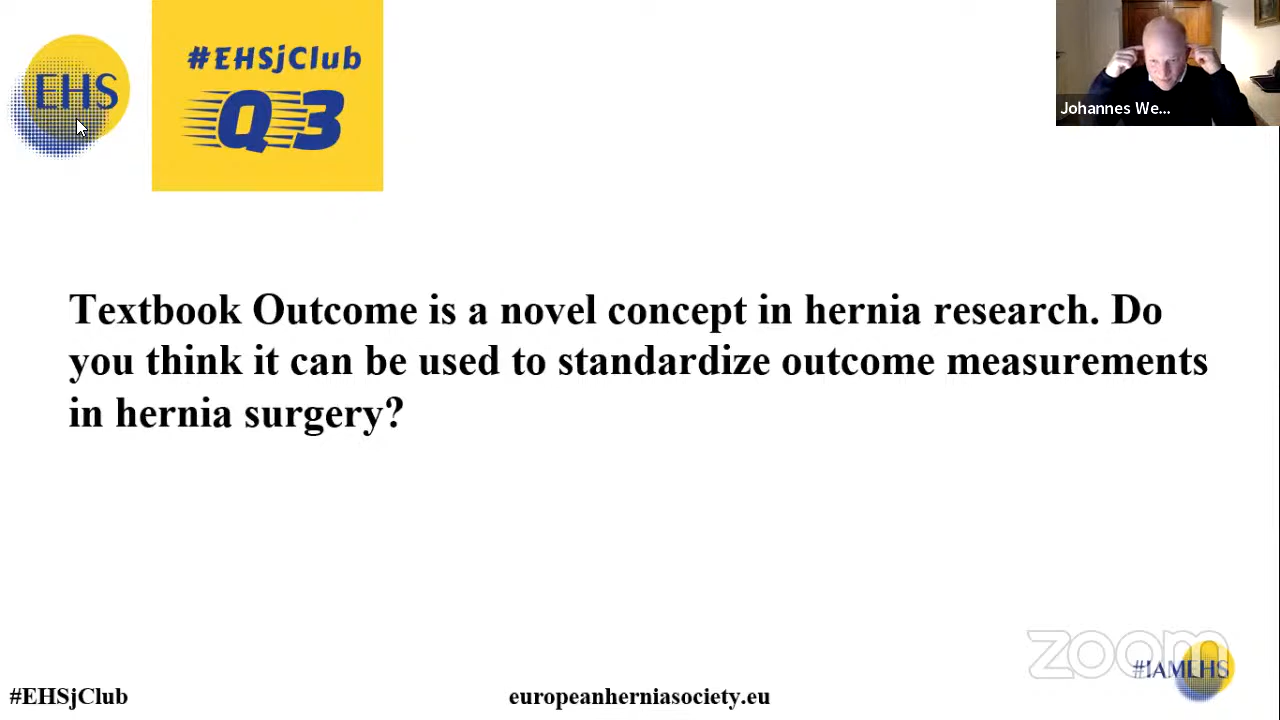 EHS
#EHSjClub
Q3
Johannes We...
Textbook Outcome is a novel concept in hernia research. Do
you think it can be used to standardize outcome measurements
in hernia surgery?
zoom
#IAMEHS
#EHSjClub
europeanherniasociety.eu